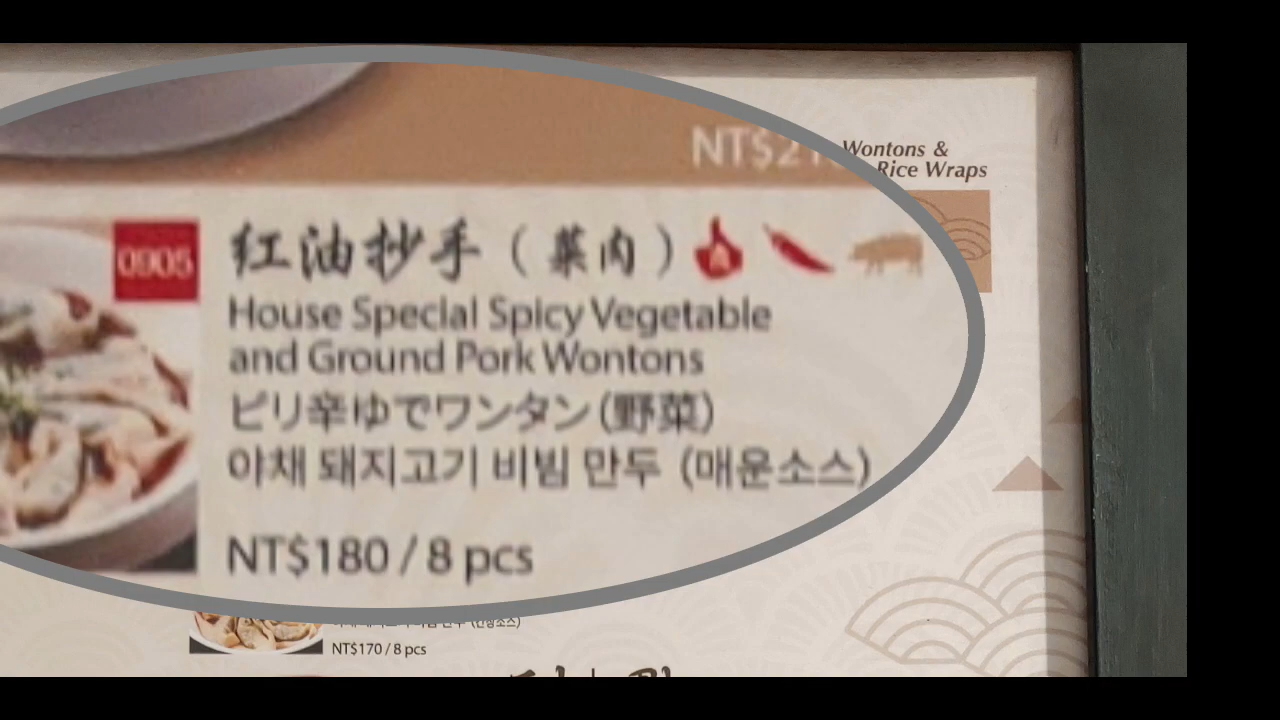 Wontons &
Rice Wraps
0905
红油抄手（菜肉）
House Special Spicy Vegetable
and Ground Pork Wontons
ピリ辛ゆでワンタン（野菜）
야채 돼지고기 비빔 만두 (매운소스)
NT$180 / 8 pcs
NT$170 / 8 pcs